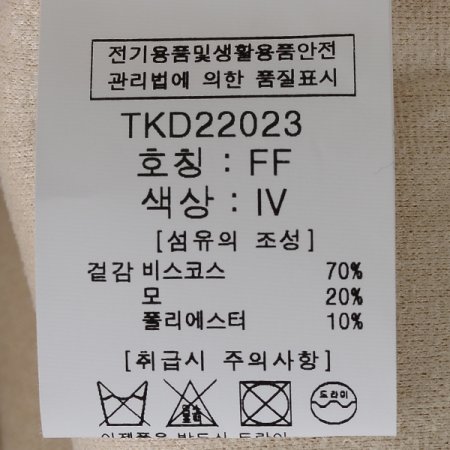 전기용품및생활용품안전
관리법에 의한 품질표시
TKD22023
호칭 : FF
색상 : IV
[섬유의 조성]
겉감 비스코스 70%
모 20%
폴리에스터 10%
[취급시 주의사항]
드라이